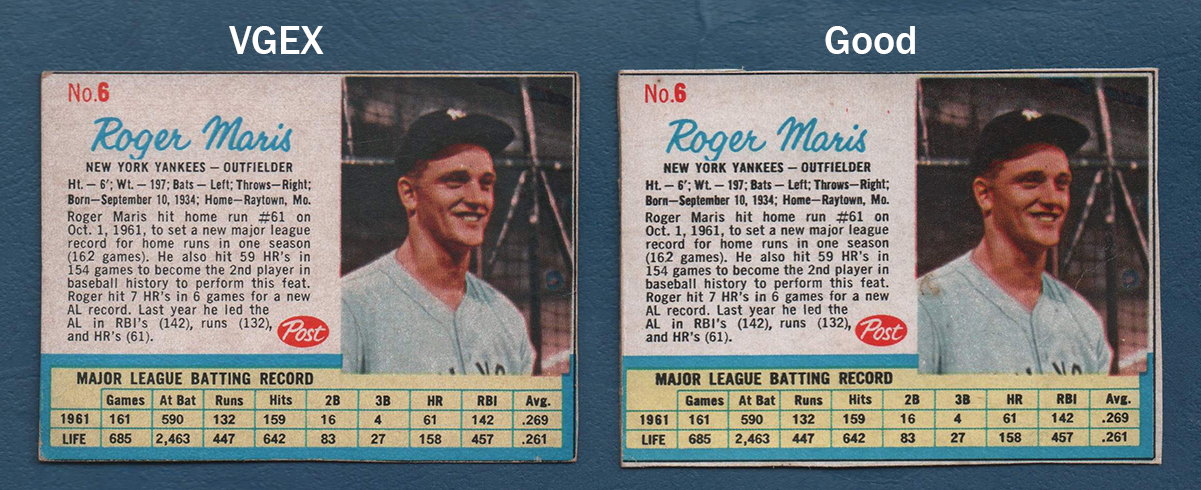 VGEX
No.6
Roger Maris
NEW YORK YANKEES – OUTFIELDER
Ht. – 6'; Wt. – 197; Bats – Left; Throws–Right;
Born–September 10, 1934; Home–Raytown, Mo.
Roger Maris hit home run #61 on
Oct. 1, 1961, to set a new major league
record for home runs in one season
(162 games). He also hit 59 HR's in
154 games to become the 2nd player in
baseball history to perform this feat.
Roger hit 7 HR's in 6 games for a new
AL record. Last year he led the
AL in RBI's (142), runs (132),
and HR's (61).
Post
MAJOR LEAGUE BATTING RECORD
Games At Bat Runs Hits 2B 3B HR RBI Avg.
1961 161 590 132 159 16 4 61 142 .269
LIFE 685 2,463 447 642 83 27 158 457 .261
Good
No.6
Roger Maris
NEW YORK YANKEES – OUTFIELDER
Ht. – 6'; Wt. – 197; Bats – Left; Throws–Right;
Born–September 10, 1934; Home–Raytown, Mo.
Roger Maris hit home run #61 on
Oct. 1, 1961, to set a new major league
record for home runs in one season
(162 games). He also hit 59 HR's in
154 games to become the 2nd player in
baseball history to perform this feat.
Roger hit 7 HR's in 6 games for a new
AL record. Last year he led the
AL in RBI's (142), runs (132),
and HR's (61).
Post
MAJOR LEAGUE BATTING RECORD
Games At Bat Runs Hits 2B 3B HR RBI Avg.
1961 161 590 132 159 16 4 61 142 .269
LIFE 685 2,463 447 642 83 27 158 457 .261